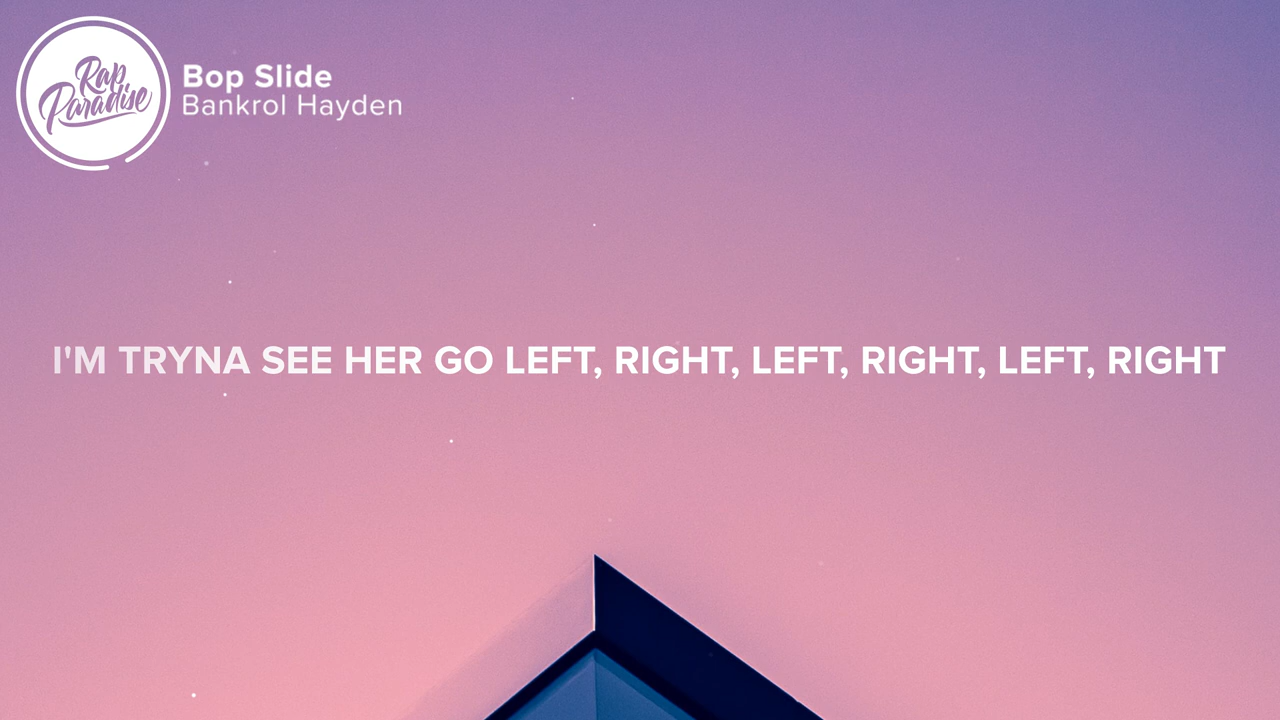 Rap
Paradise
Bop Slide
Bankrol Hayden
I'M TRYNA SEE HER GO LEFT, RIGHT, LEFT, RIGHT, LEFT, RIGHT